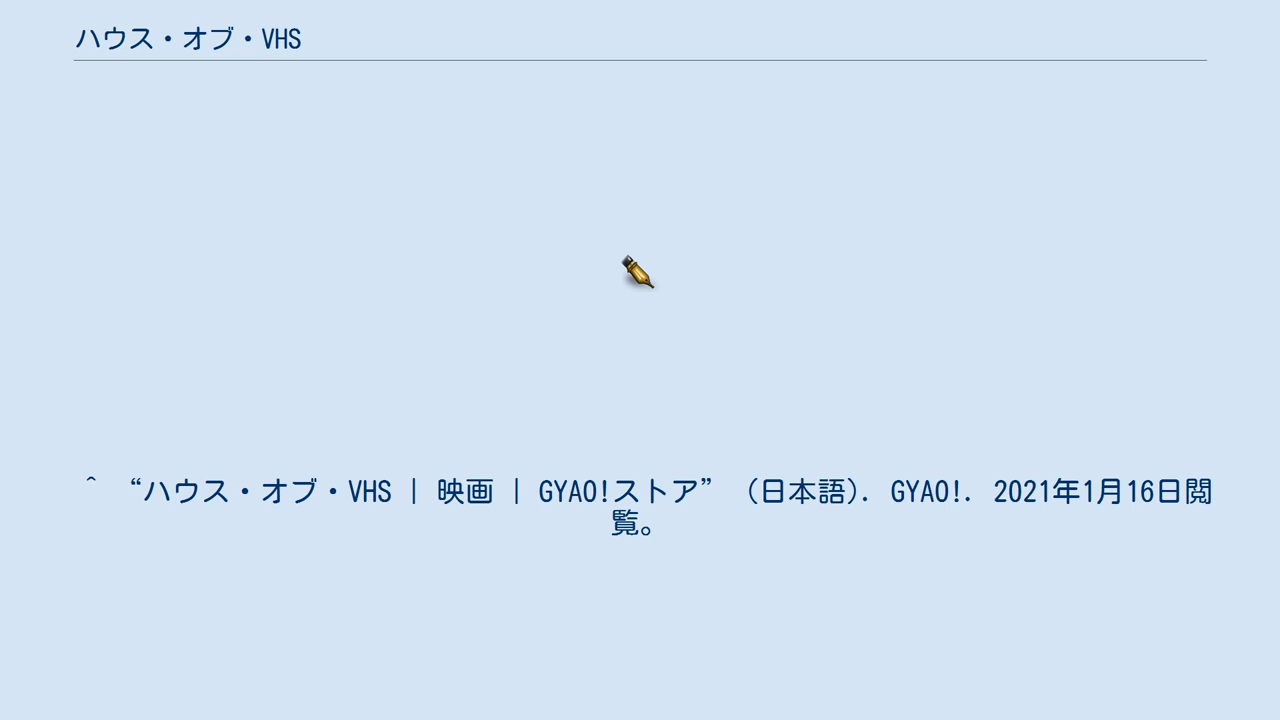 ハウス・オブ・VHS
^ “ハウス・オブ・VHS | 映画 | GYAO!ストア” (日本語). GYAO!. 2021年1月16日閲
覧。